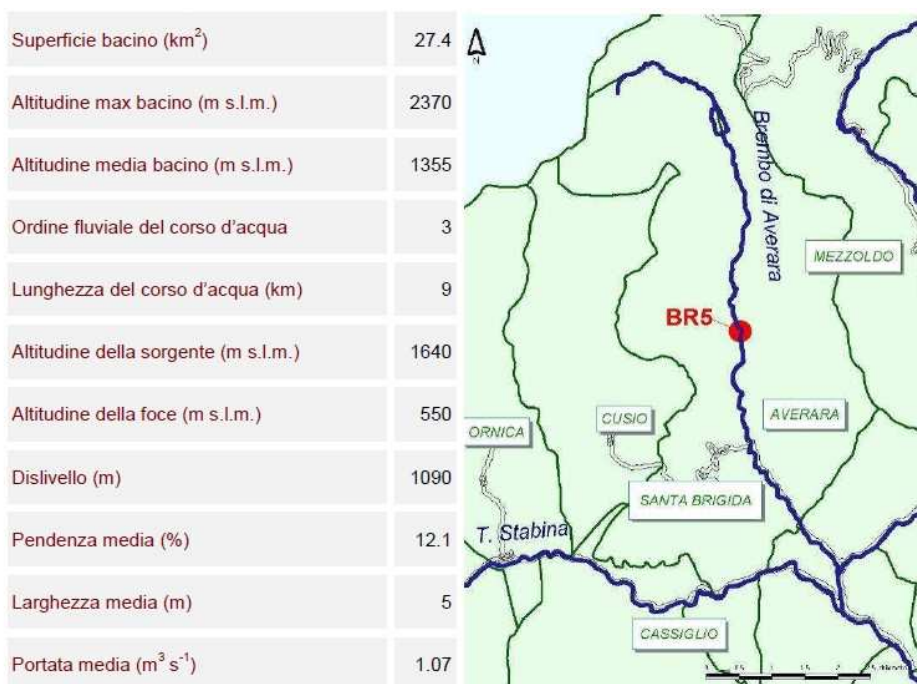 Superficie bacino (km²) 27.4
Altitudine max bacino (m s.l.m.) 2370
Altitudine media bacino (m s.l.m.) 1355
Ordine fluviale del corso d'acqua 3
Lunghezza del corso d'acqua (km) 9
Altitudine della sorgente (m s.l.m.) 1640
Altitudine della foce (m s.l.m.) 550
Dislivello (m) 1090
Pendenza media (%) 12.1
Larghezza media (m) 5
Portata media (m³ s⁻¹) 1.07
Brembo di Averara
MEZZOLDO
BR5
AVERARA
CUSIO
ORNICA
SANTA BRIGIDA
T. Stabina
CASSIGLIO